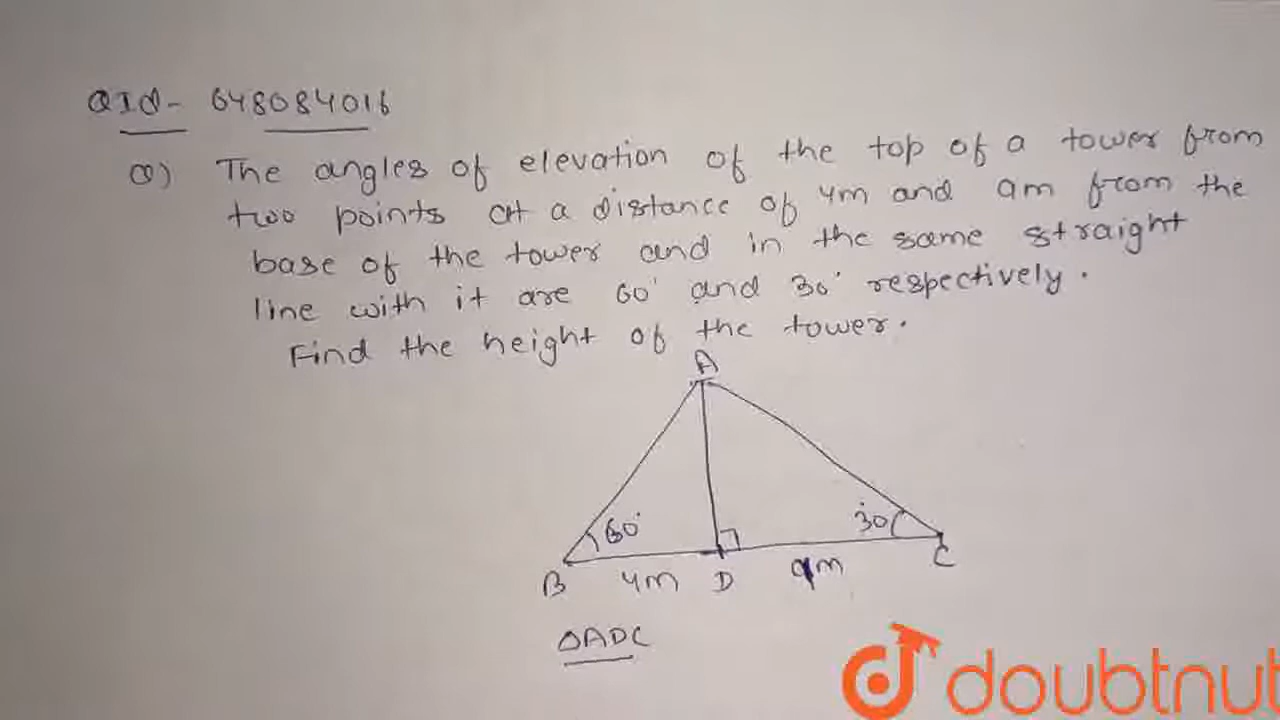 QId - 648084016
Q) The angles of elevation of the top of a tower from
two points at a distance of 4m and 9m from the
base of the tower and in the same straight
line with it are 60° and 30° respectively.
Find the height of the tower.
A
60° 30°
B 4m D 9m C
△ADC
doubtnut